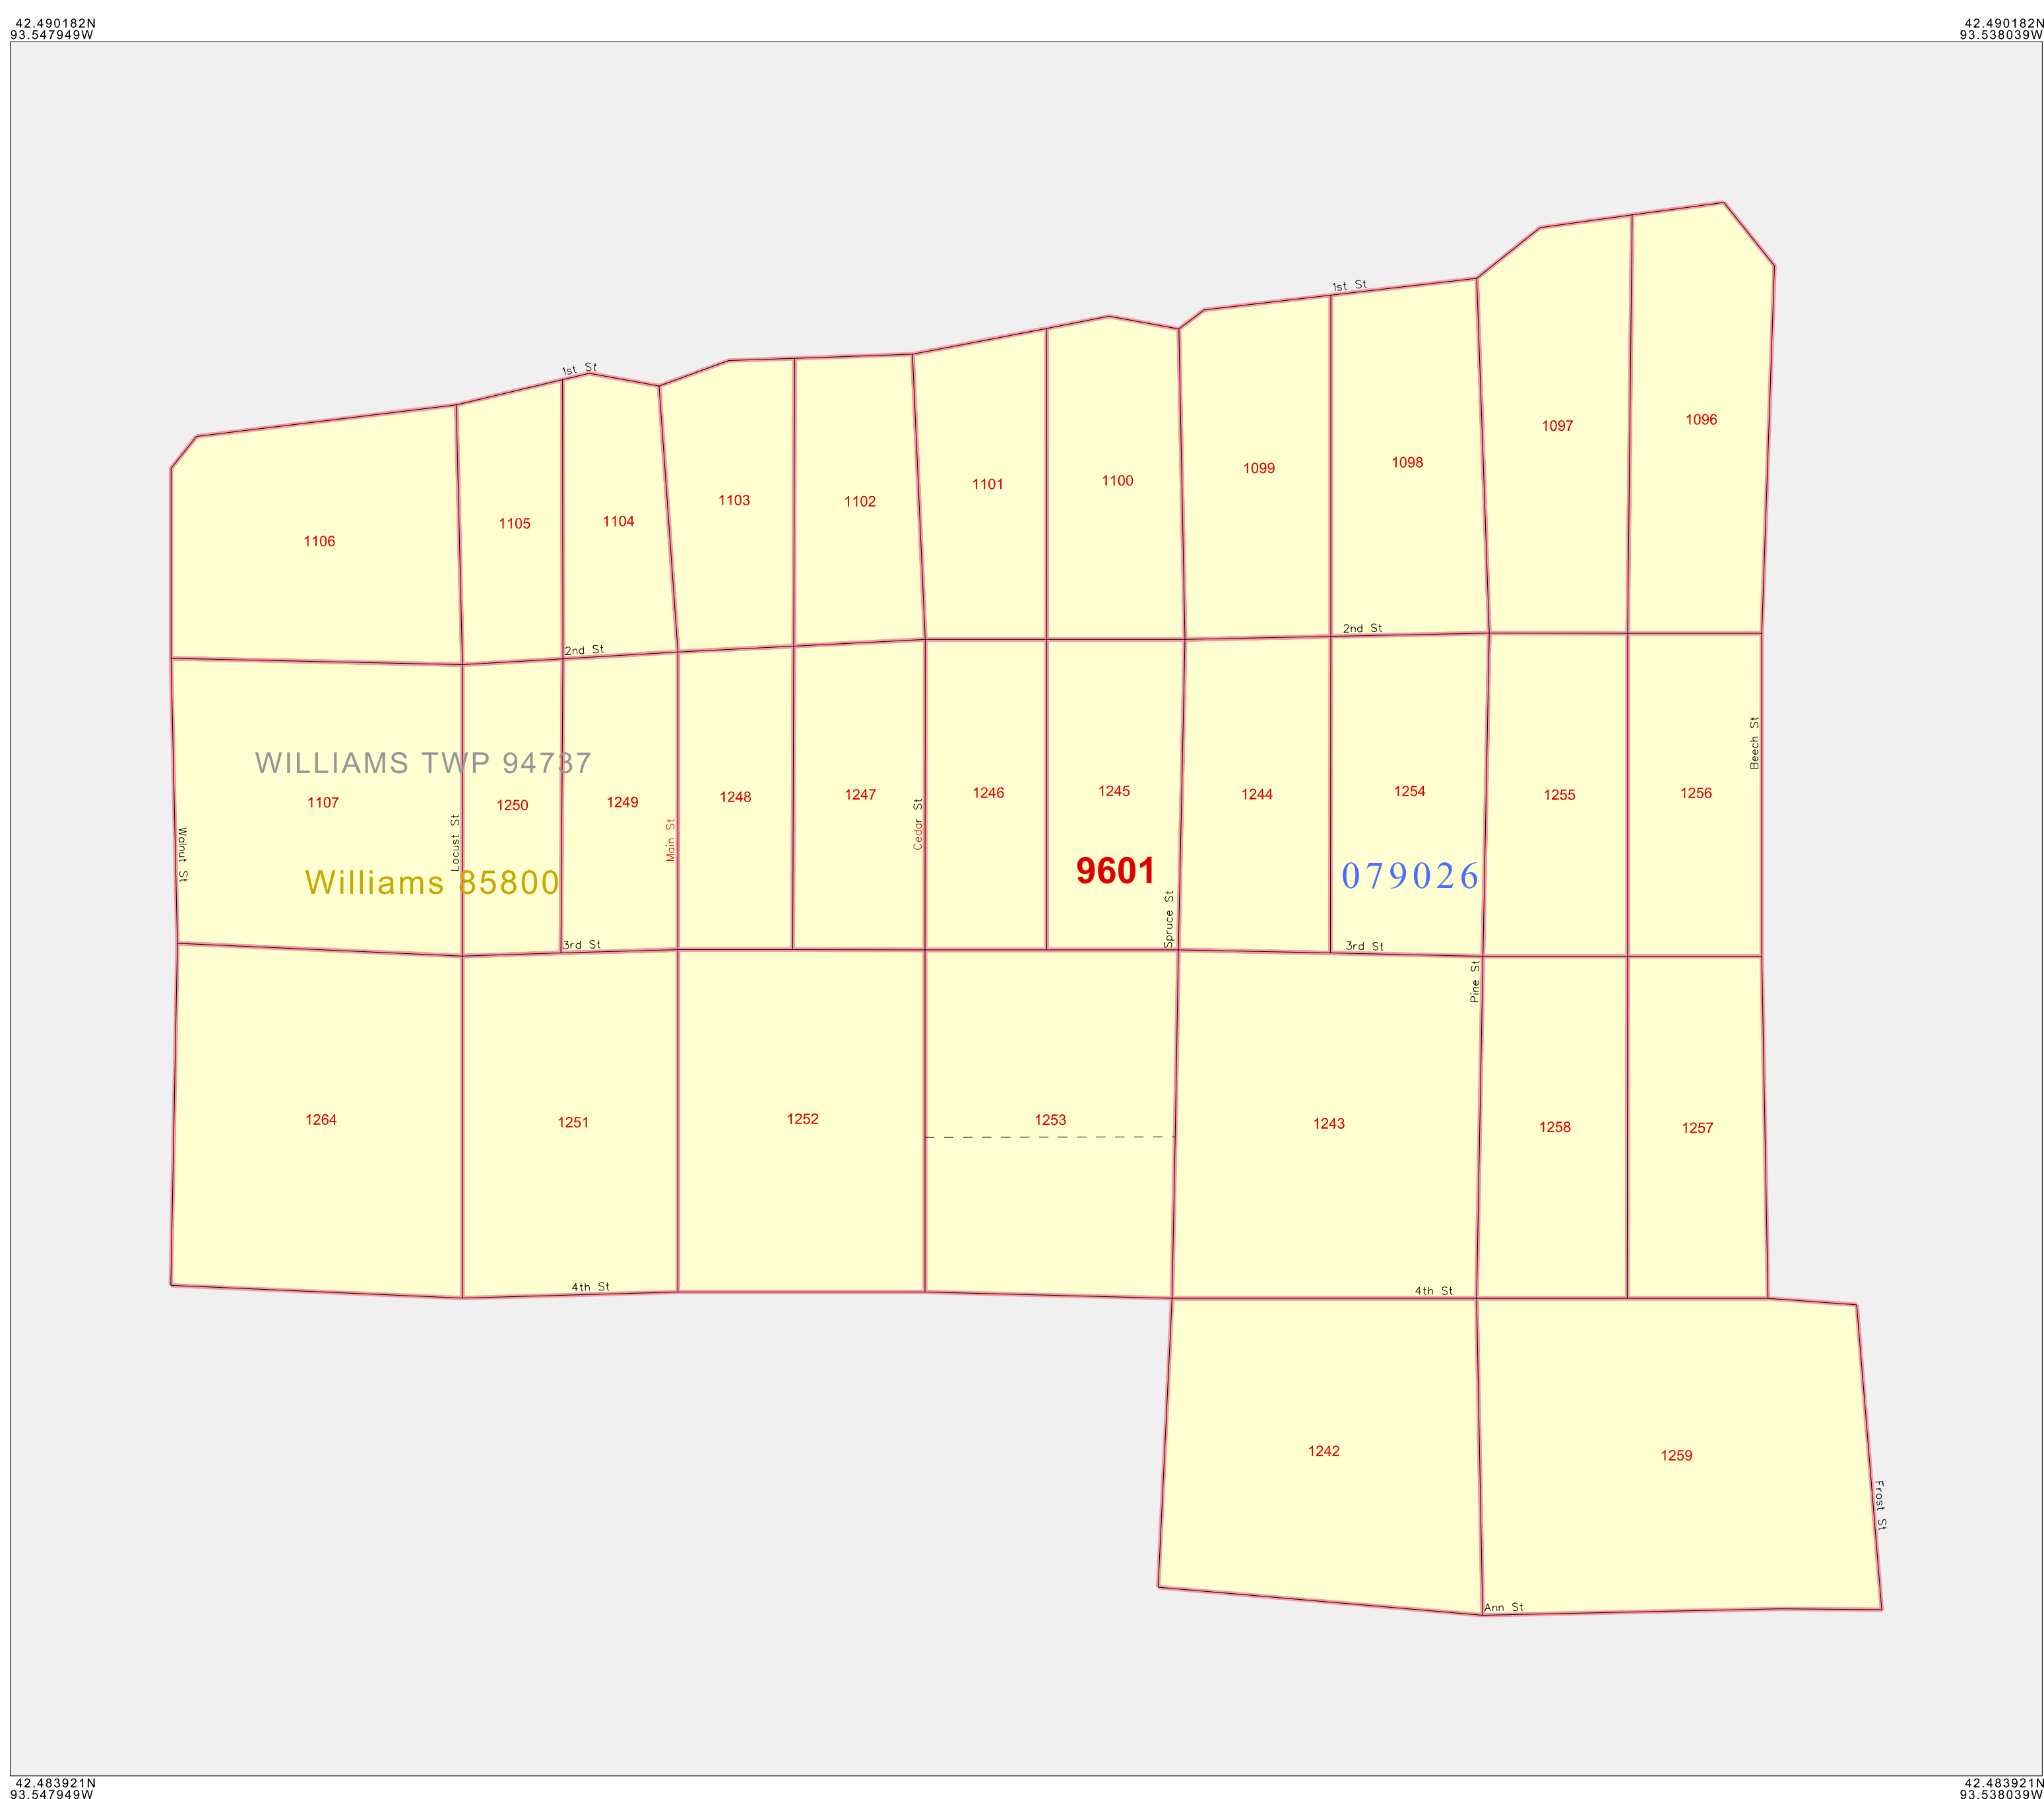 42.490182N
93.547949W
42.490182N
93.538039W
1st St
1st St
1096
1097
1098
1099
1100
1101
1102
1103
1104
1105
1106
2nd St
2nd St
Beech St
WILLIAMS TWP 94737
1107
1250
1249
1248
1247
1246
1245
1244
1254
1255
1256
Walnut St
Locust St
Main St
Cedar St
Williams 85800
9601
079026
Spruce St
3rd St
3rd St
Pine St
1264
1251
1252
1253
1243
1258
1257
4th St
4th St
1242
1259
Frost St
Ann St
42.483921N
93.547949W
42.483921N
93.538039W